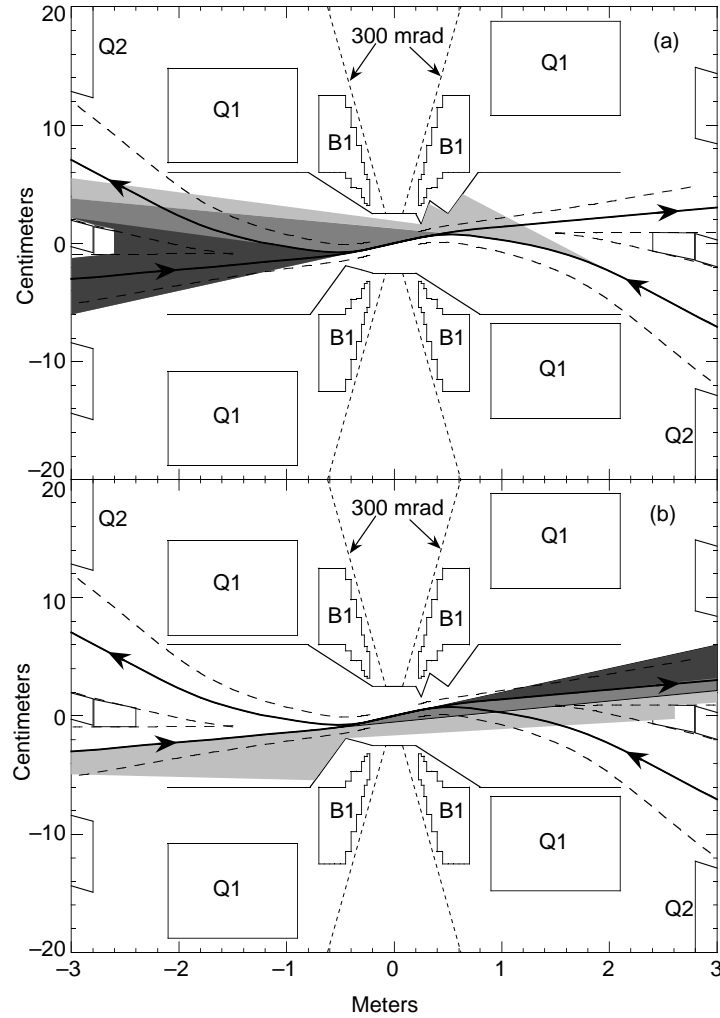 20
Q2
300 mrad
(a)
Q1
Q1
10
B1
B1
Centimeters
0
B1
B1
–10
Q1
Q1
Q2
–20
20
Q2
300 mrad
(b)
Q1
Q1
10
B1
B1
Centimeters
0
B1
B1
–10
Q1
Q1
Q2
–20
–3 –2 –1 0 1 2 3
Meters